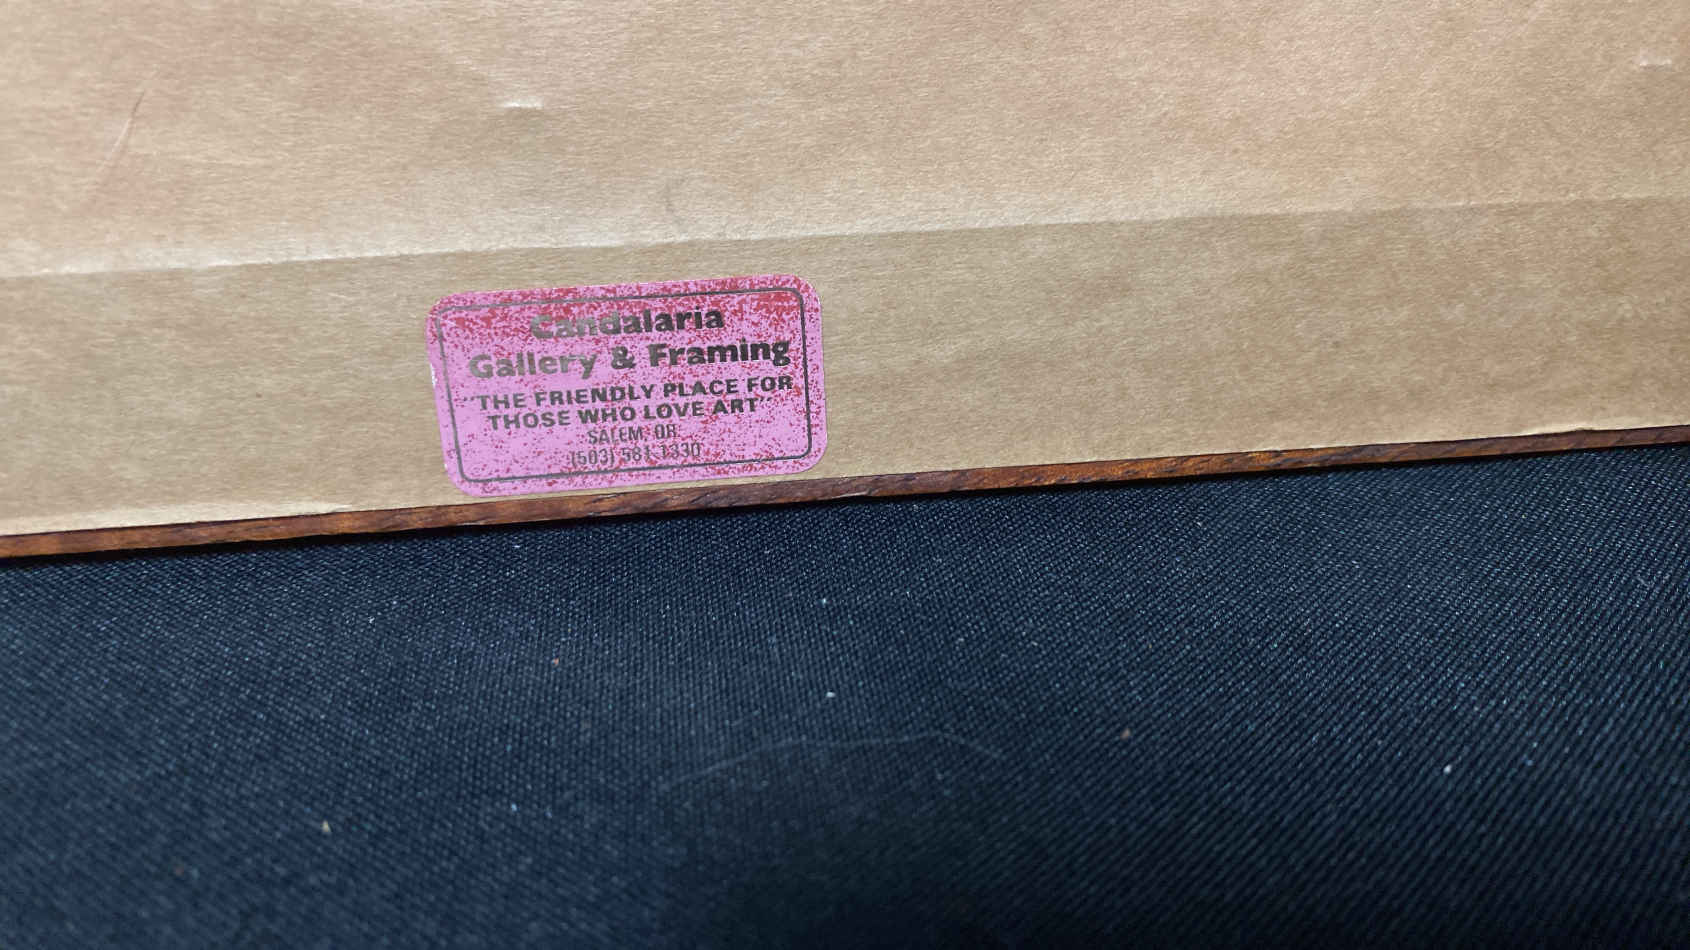 Candalaria
Gallery & Framing
"THE FRIENDLY PLACE FOR
THOSE WHO LOVE ART"
SALEM, OR
(503) 581-1330